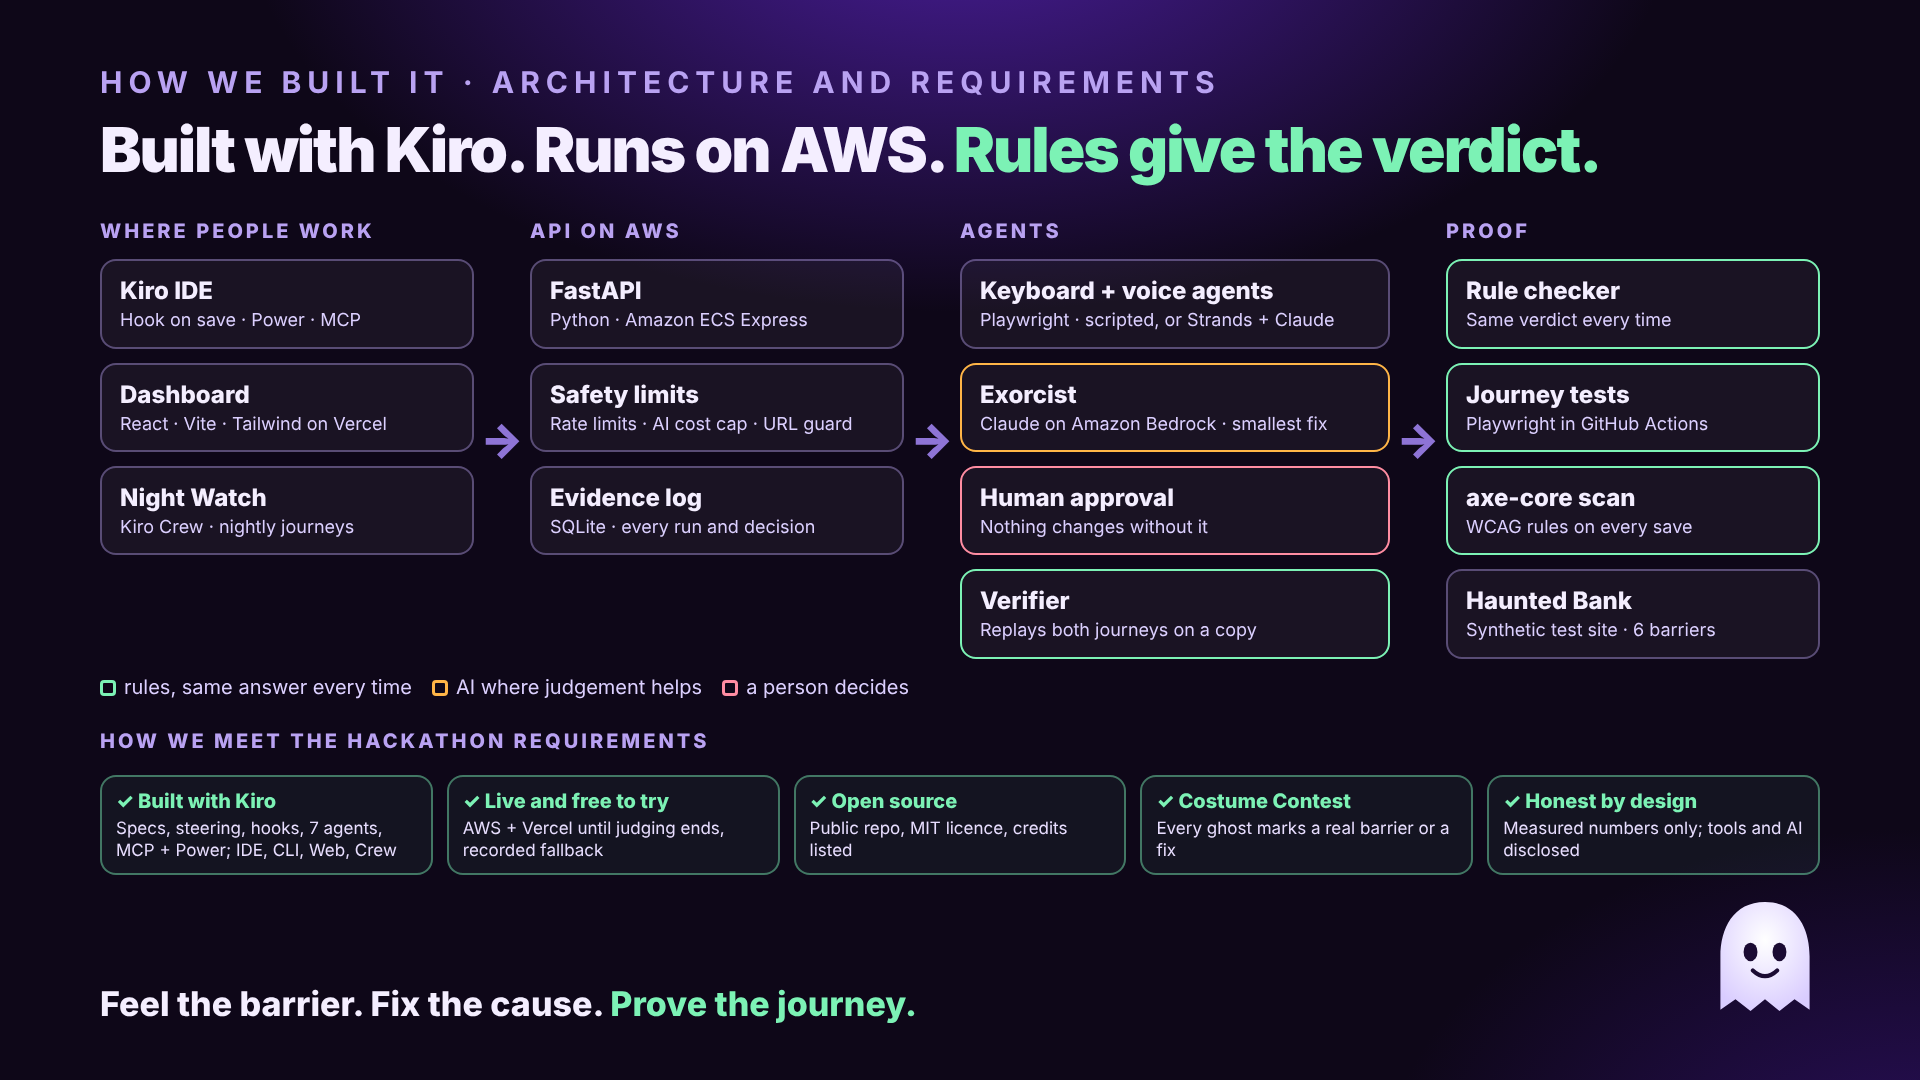 HOW WE BUILT IT · ARCHITECTURE AND REQUIREMENTS
Built with Kiro. Runs on AWS. Rules give the verdict.
WHERE PEOPLE WORK
Kiro IDE
Hook on save · Power · MCP
Dashboard
React · Vite · Tailwind on Vercel
Night Watch
Kiro Crew · nightly journeys
API ON AWS
FastAPI
Python · Amazon ECS Express
Safety limits
Rate limits · AI cost cap · URL guard
Evidence log
SQLite · every run and decision
AGENTS
Keyboard + voice agents
Playwright · scripted, or Strands + Claude
Exorcist
Claude on Amazon Bedrock · smallest fix
Human approval
Nothing changes without it
Verifier
Replays both journeys on a copy
PROOF
Rule checker
Same verdict every time
Journey tests
Playwright in GitHub Actions
axe-core scan
WCAG rules on every save
Haunted Bank
Synthetic test site · 6 barriers
rules, same answer every time
AI where judgement helps
a person decides
HOW WE MEET THE HACKATHON REQUIREMENTS
✓ Built with Kiro
Specs, steering, hooks, 7 agents,
MCP + Power; IDE, CLI, Web, Crew
✓ Live and free to try
AWS + Vercel until judging ends,
recorded fallback
✓ Open source
Public repo, MIT licence, credits
listed
✓ Costume Contest
Every ghost marks a real barrier or a
fix
✓ Honest by design
Measured numbers only; tools and AI
disclosed
Feel the barrier. Fix the cause. Prove the journey.